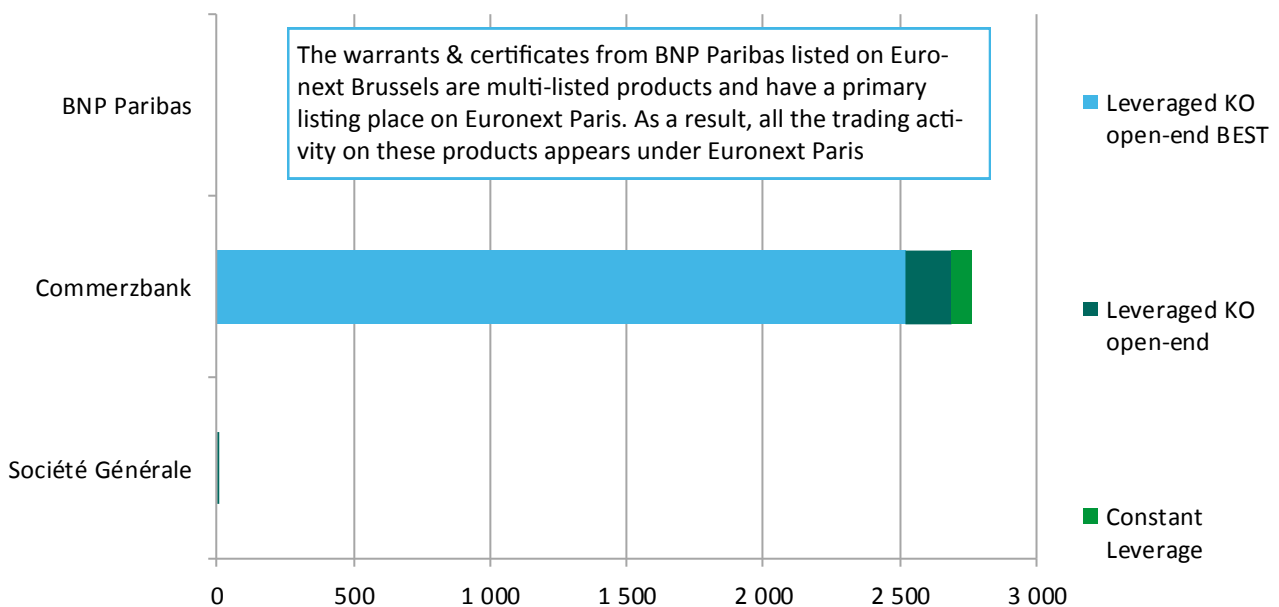 The warrants & certificates from BNP Paribas listed on Euro-
next Brussels are multi-listed products and have a primary
listing place on Euronext Paris. As a result, all the trading acti-
vity on these products appears under Euronext Paris
BNP Paribas
Commerzbank
Société Générale
0 500 1 000 1 500 2 000 2 500 3 000
Leveraged KO
open-end BEST
Leveraged KO
open-end
Constant
Leverage